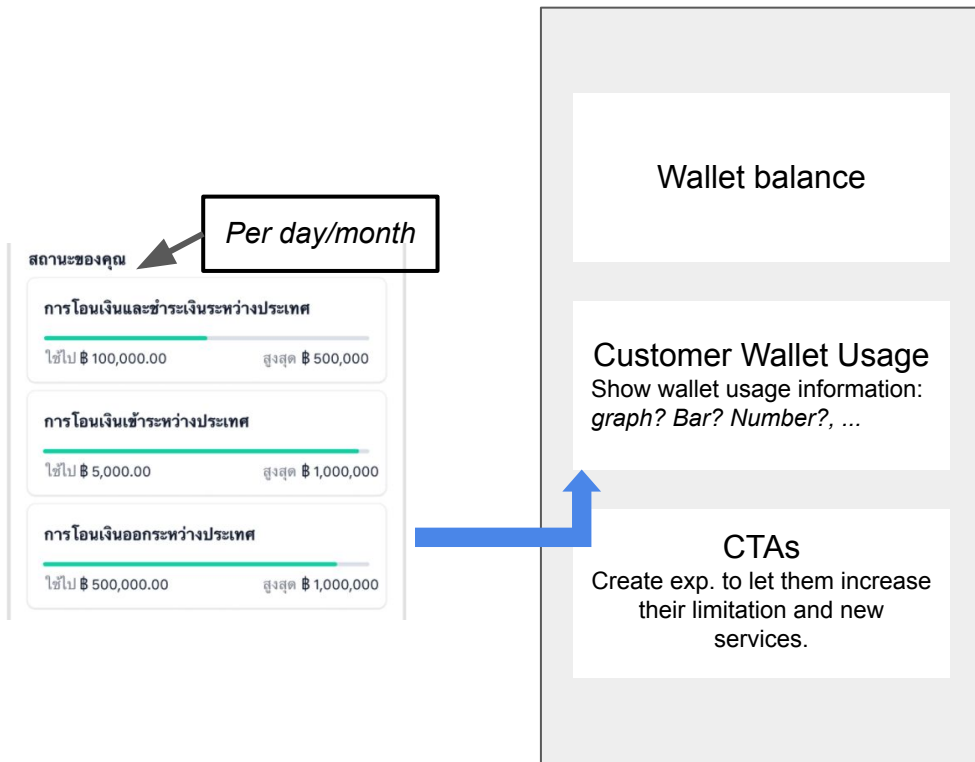 Per day/month
สถานะของคุณ
การโอนเงินและชำระเงินระหว่างประเทศ
ใช้ไป ฿ 100,000.00 สูงสุด ฿ 500,000
การโอนเงินเข้าระหว่างประเทศ
ใช้ไป ฿ 5,000.00 สูงสุด ฿ 1,000,000
การโอนเงินออกระหว่างประเทศ
ใช้ไป ฿ 500,000.00 สูงสุด ฿ 1,000,000
Wallet balance
Customer Wallet Usage
Show wallet usage information:
graph? Bar? Number?, ...
CTAs
Create exp. to let them increase
their limitation and new
services.